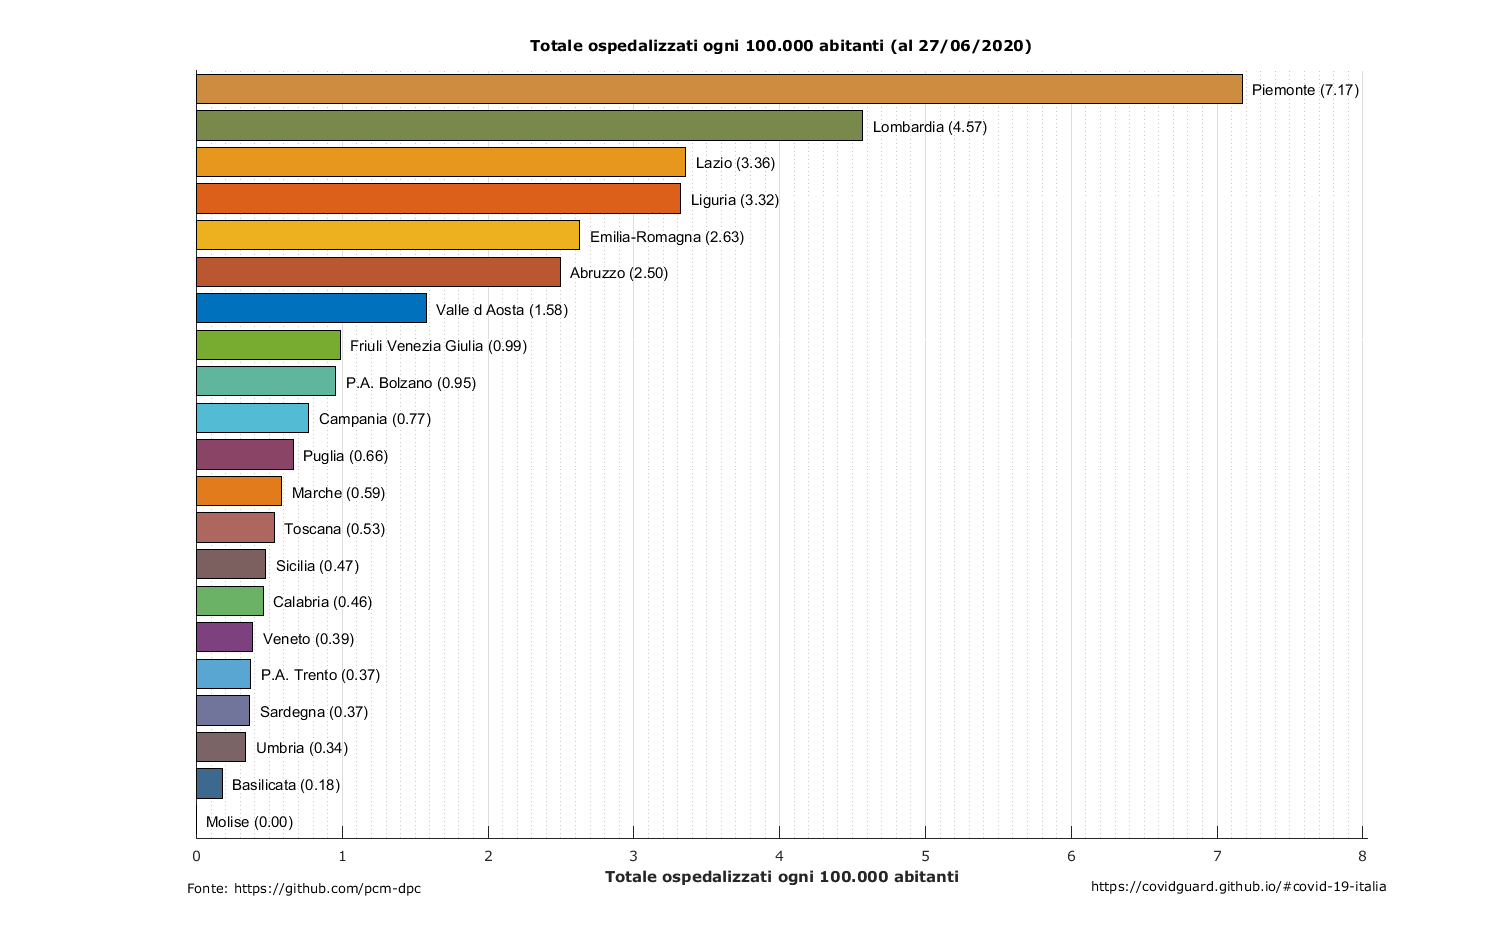 Totale ospedalizzati ogni 100.000 abitanti (al 27/06/2020)
Piemonte (7.17)
Lombardia (4.57)
Lazio (3.36)
Liguria (3.32)
Emilia-Romagna (2.63)
Abruzzo (2.50)
Valle d Aosta (1.58)
Friuli Venezia Giulia (0.99)
P.A. Bolzano (0.95)
Campania (0.77)
Puglia (0.66)
Marche (0.59)
Toscana (0.53)
Sicilia (0.47)
Calabria (0.46)
Veneto (0.39)
P.A. Trento (0.37)
Sardegna (0.37)
Umbria (0.34)
Basilicata (0.18)
Molise (0.00)
0 1 2 3 4 5 6 7 8
Totale ospedalizzati ogni 100.000 abitanti
Fonte: https://github.com/pcm-dpc
https://covidguard.github.io/#covid-19-italia